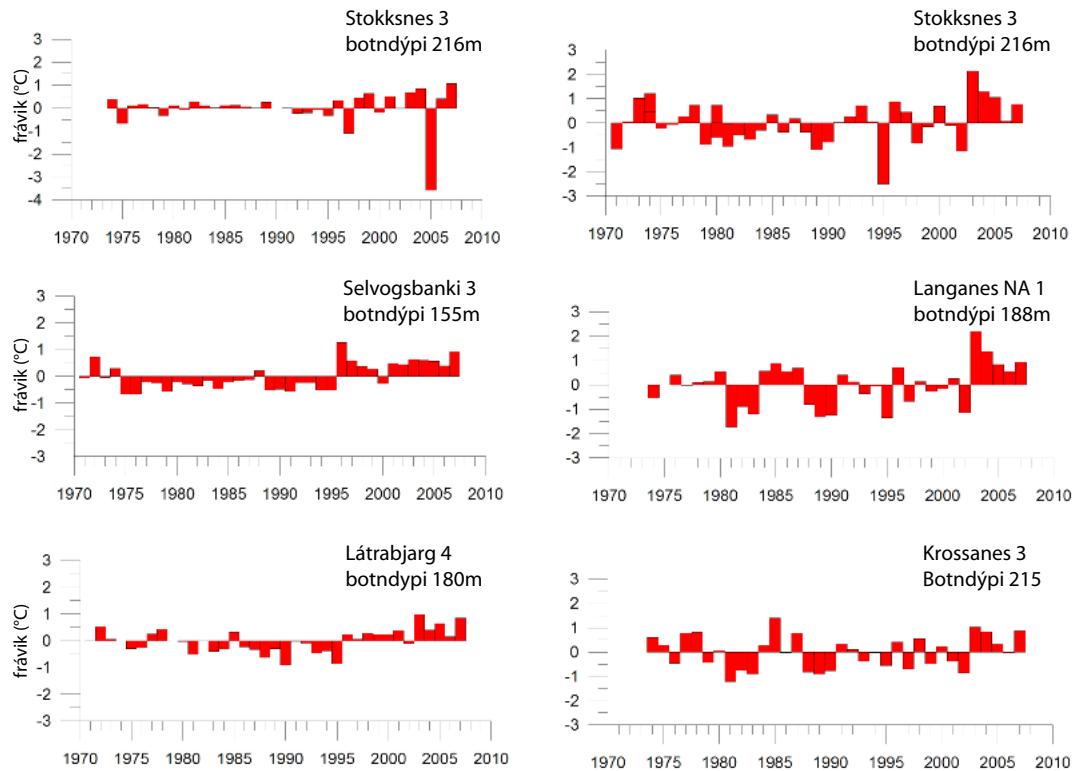 Stokksnes 3
botndýpi 216m
frávik (°C)
3
2
1
0
-1
-2
-3
-4
1970 1975 1980 1985 1990 1995 2000 2005 2010
Stokksnes 3
botndýpi 216m
3
2
1
0
-1
-2
-3
1970 1975 1980 1985 1990 1995 2000 2005 2010
Selvogsbanki 3
botndýpi 155m
frávik (°C)
3
2
1
0
-1
-2
-3
1970 1975 1980 1985 1990 1995 2000 2005 2010
Langanes NA 1
botndýpi 188m
3
2
1
0
-1
-2
-3
1970 1975 1980 1985 1990 1995 2000 2005 2010
Látrabjarg 4
botndypi 180m
frávik (°C)
3
2
1
0
-1
-2
-3
1970 1975 1980 1985 1990 1995 2000 2005 2010
Krossanes 3
Botndýpi 215
3
2
1
0
-1
-2
-3
1970 1975 1980 1985 1990 1995 2000 2005 2010